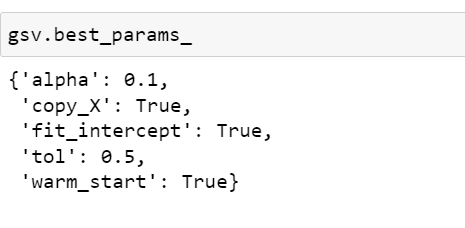 gsv.best_params_
{'alpha': 0.1,
 'copy_X': True,
 'fit_intercept': True,
 'tol': 0.5,
 'warm_start': True}